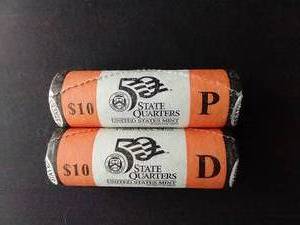 $10
50
STATE
QUARTERS
UNITED STATES MINT
P
$10
50
STATE
QUARTERS
UNITED STATES MINT
D